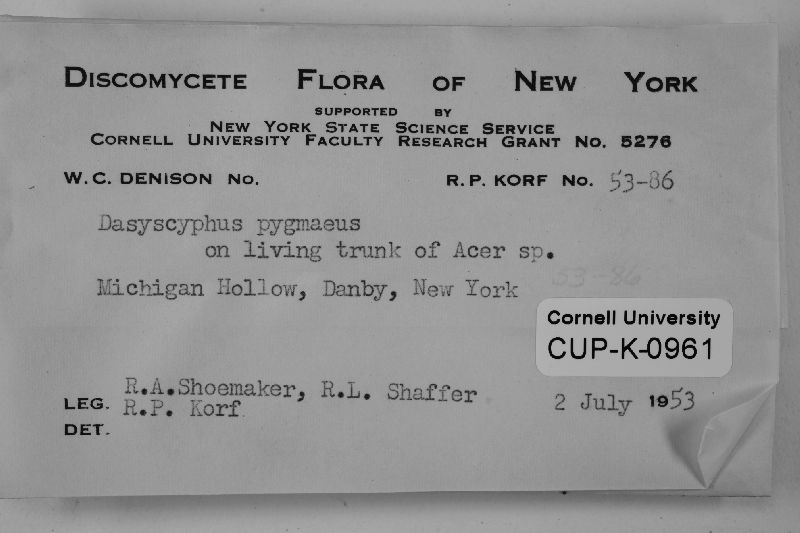 DISCOMYCETE FLORA OF NEW YORK
SUPPORTED BY
NEW YORK STATE SCIENCE SERVICE
CORNELL UNIVERSITY FACULTY RESEARCH GRANT NO. 5276
W.C. DENISON NO. R.P. KORF NO. 53-86
Dasyscyphus pygmaeus
on living trunk of Acer sp.
53-86
Michigan Hollow, Danby, New York
Cornell University
CUP-K-0961
R.A.Shoemaker, R.L. Shaffer
LEG. R.P. Korf 2 July 1953
DET.